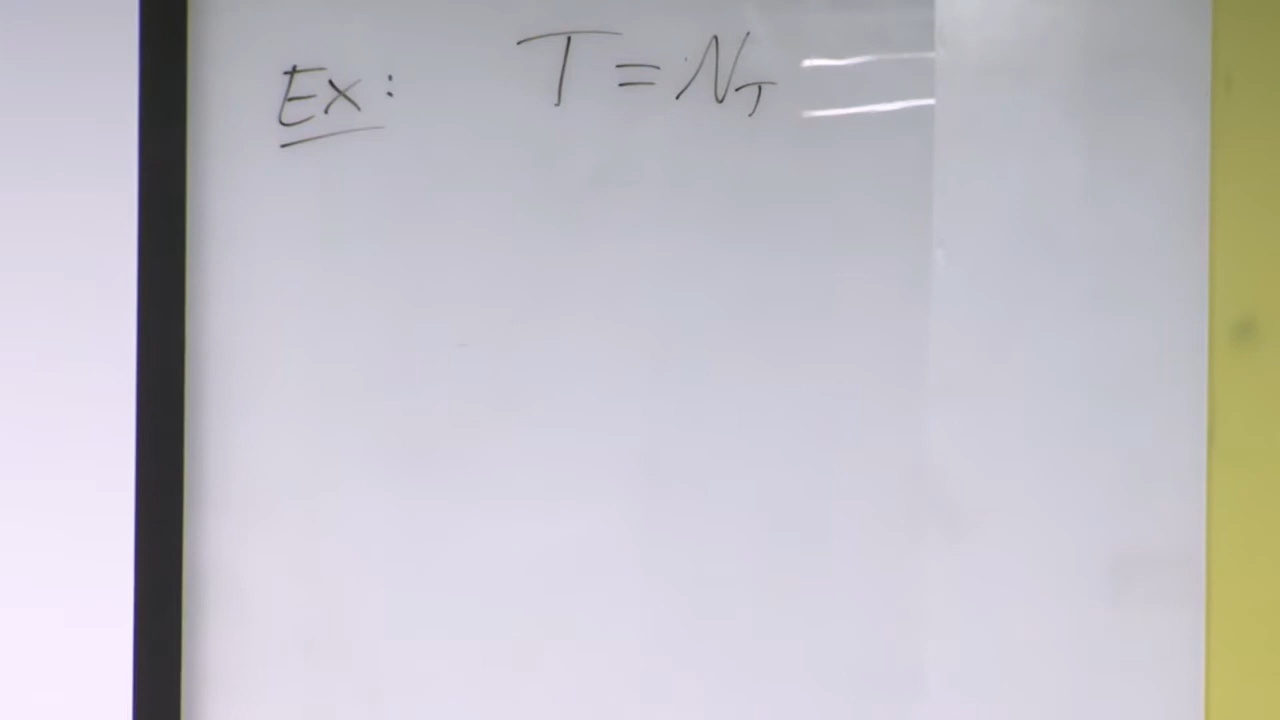 Ex: T = N_T